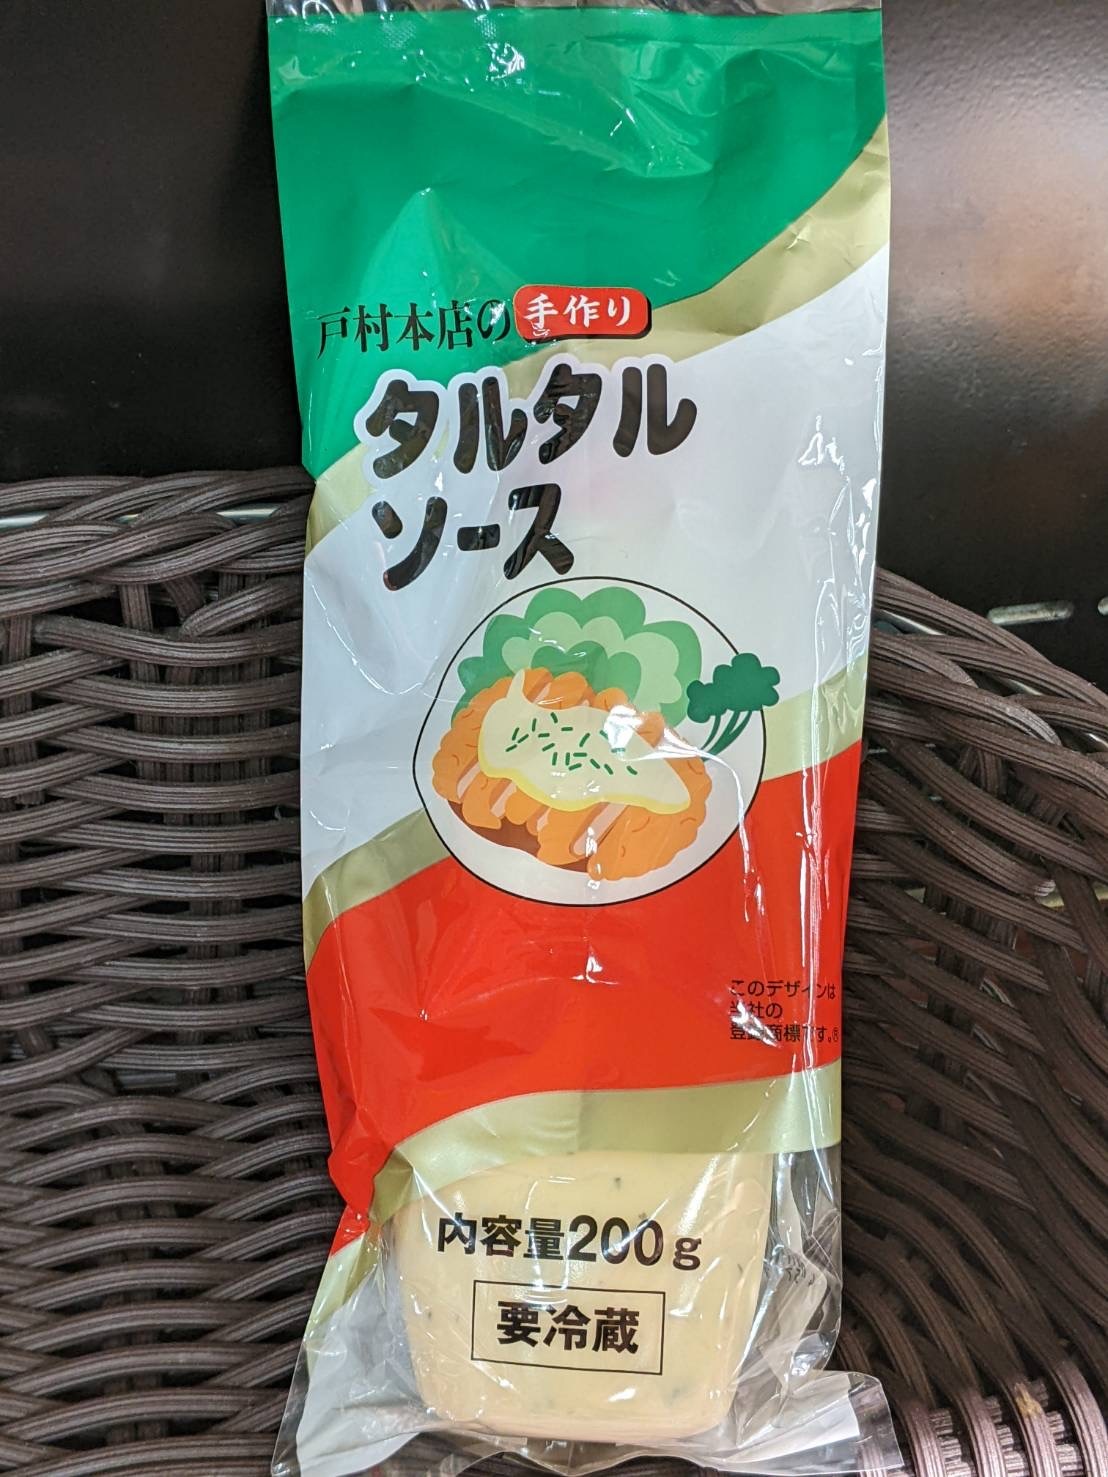 戸村本店の手作り
タルタル
ソース
このデザインは
当社の
登録商標です。®
内容量200g
要冷蔵